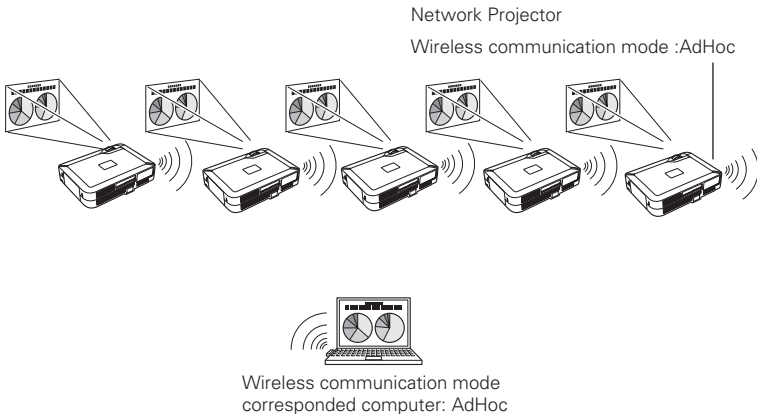 Network Projector
Wireless communication mode :AdHoc
Wireless communication mode
corresponded computer: AdHoc